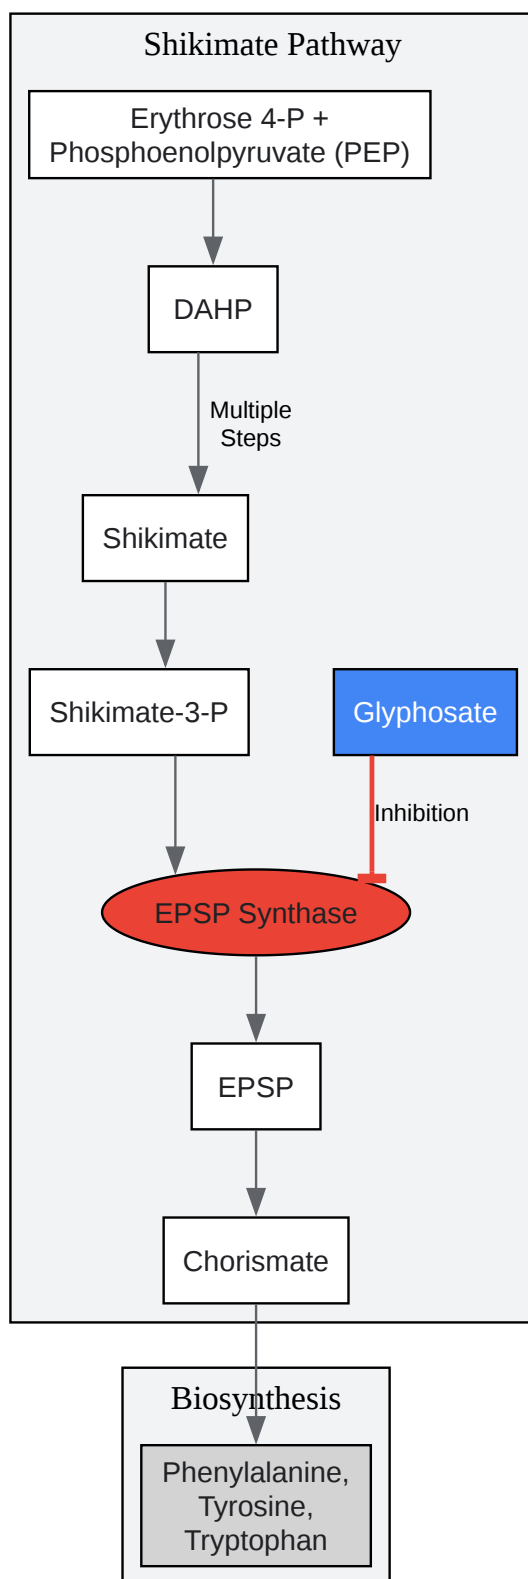 Shikimate Pathway
Erythrose 4-P +
Phosphoenolpyruvate (PEP)
DAHP
Multiple
Steps
Shikimate
Shikimate-3-P
Glyphosate
Inhibition
EPSP Synthase
EPSP
Chorismate
Biosynthesis
Phenylalanine,
Tyrosine,
Tryptophan